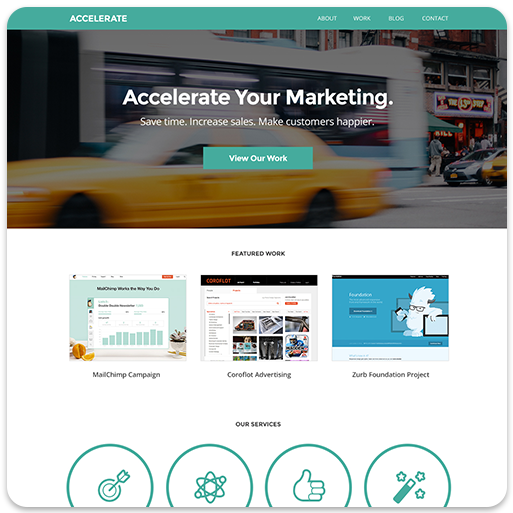 ACCELERATE
ABOUT WORK BLOG CONTACT
Accelerate Your Marketing.
Save time. Increase sales. Make customers happier.
View Our Work
FEATURED WORK
MailChimp Works the Way You Do
COROFLOT
Foundation
MailChimp Campaign
Coroflot Advertising
Zurb Foundation Project
OUR SERVICES